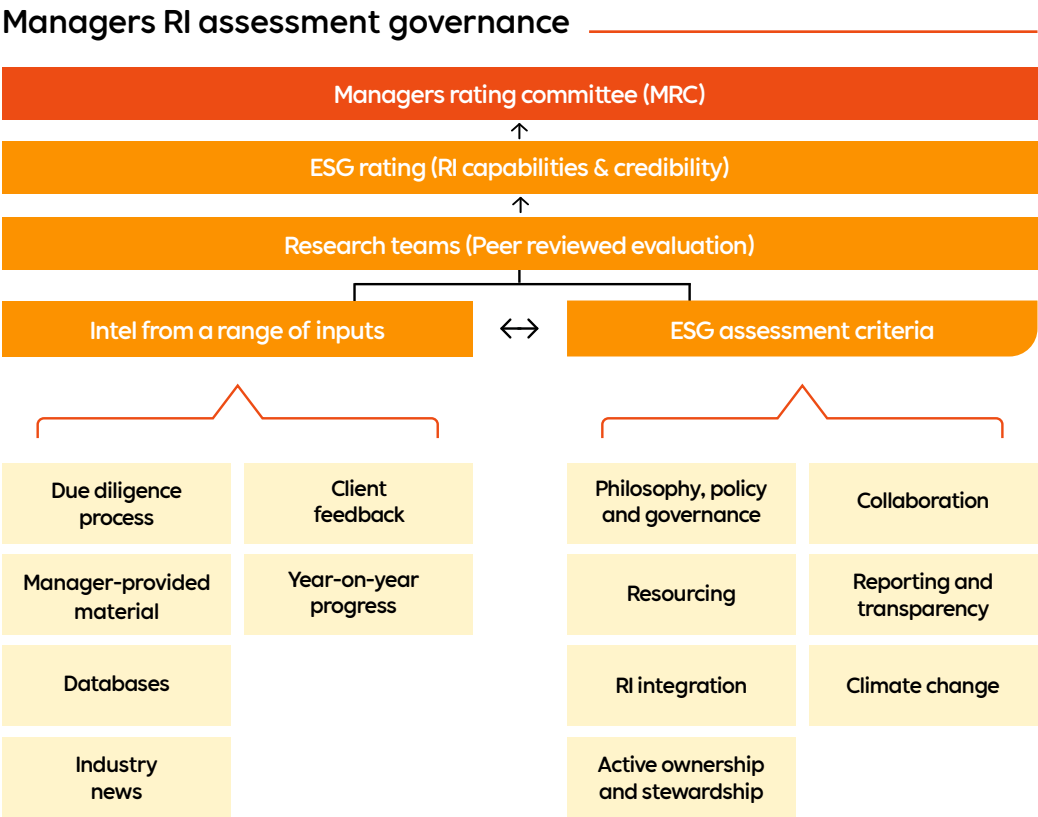 Managers RI assessment governance
Managers rating committee (MRC)
ESG rating (RI capabilities & credibility)
Research teams (Peer reviewed evaluation)
Intel from a range of inputs
ESG assessment criteria
Due diligence
process
Client
feedback
Manager-provided
material
Year-on-year
progress
Databases
Industry
news
Philosophy, policy
and governance
Collaboration
Resourcing
Reporting and
transparency
RI integration
Climate change
Active ownership
and stewardship